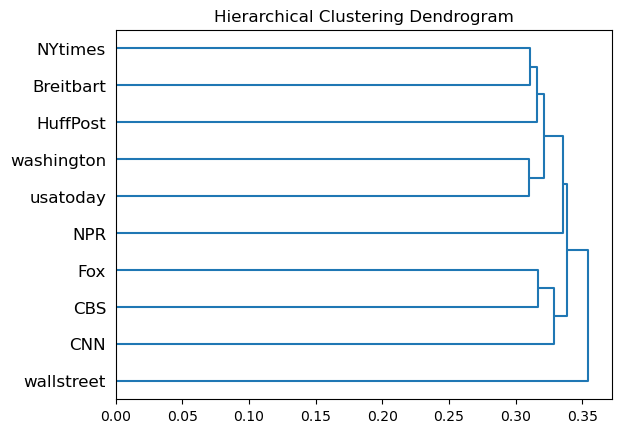 Hierarchical Clustering Dendrogram
NYtimes
Breitbart
HuffPost
washington
usatoday
NPR
Fox
CBS
CNN
wallstreet
0.00 0.05 0.10 0.15 0.20 0.25 0.30 0.35